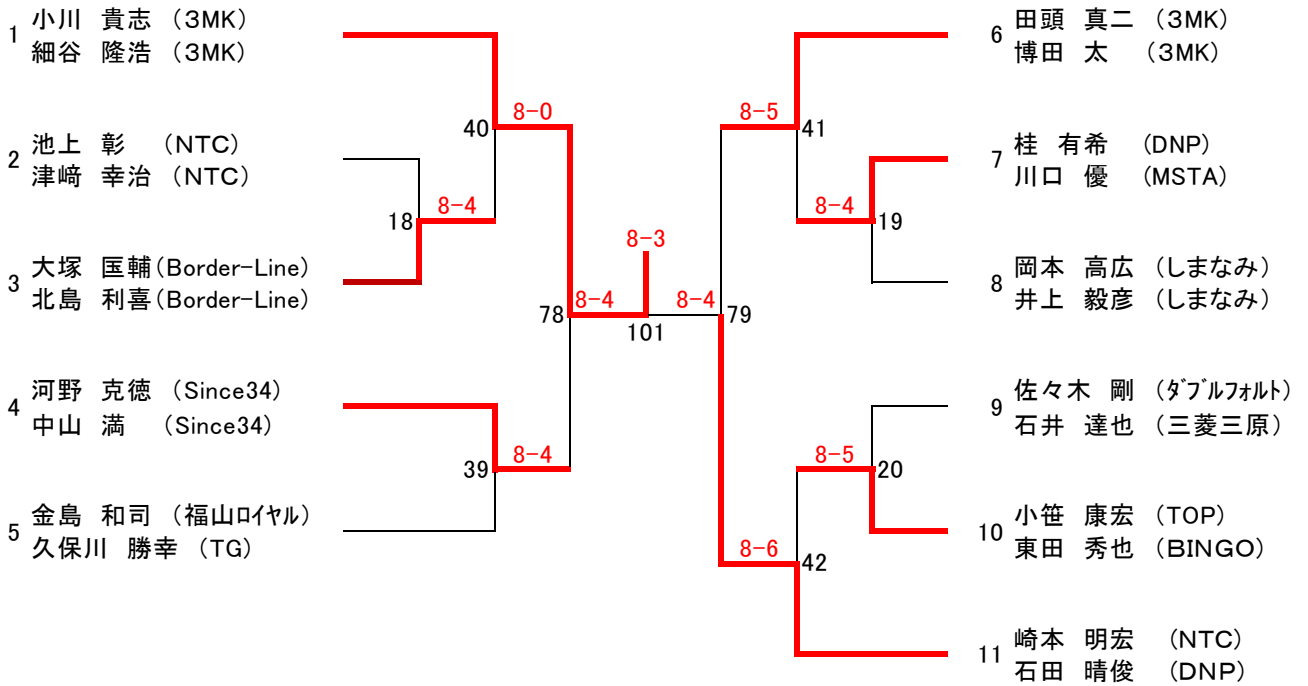 1 小川 貴志 (3MK)
細谷 隆浩 (3MK)
2 池上 彰 (NTC)
津﨑 幸治 (NTC)
3 大塚 匡輔(Border-Line)
北島 利喜(Border-Line)
4 河野 克徳 (Since34)
中山 満 (Since34)
5 金島 和司 (福山ﾛｲﾔﾙ)
久保川 勝幸 (TG)
40
8-0
18
8-4
78
8-4
39
8-4
8-3
101
8-4
79
8-5
41
8-4
19
8-5
20
8-6
42
6 田頭 真二 (3MK)
博田 太 (3MK)
7 桂 有希 (DNP)
川口 優 (MSTA)
8 岡本 高広 (しまなみ)
井上 毅彦 (しまなみ)
9 佐々木 剛 (ﾀﾞﾌﾞﾙﾌｫﾙﾄ)
石井 達也 (三菱三原)
10 小笹 康宏 (TOP)
東田 秀也 (BINGO)
11 崎本 明宏 (NTC)
石田 晴俊 (DNP)